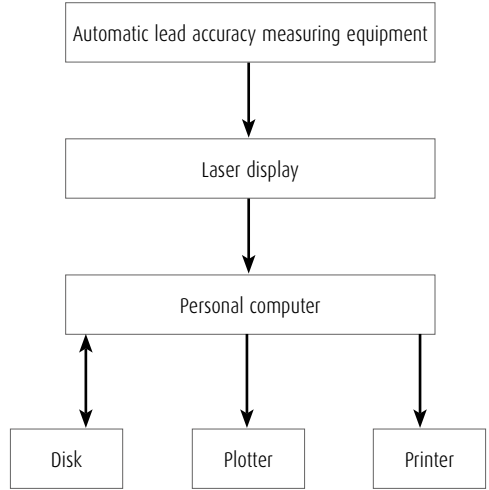 Automatic lead accuracy measuring equipment
Laser display
Personal computer
Disk
Plotter
Printer